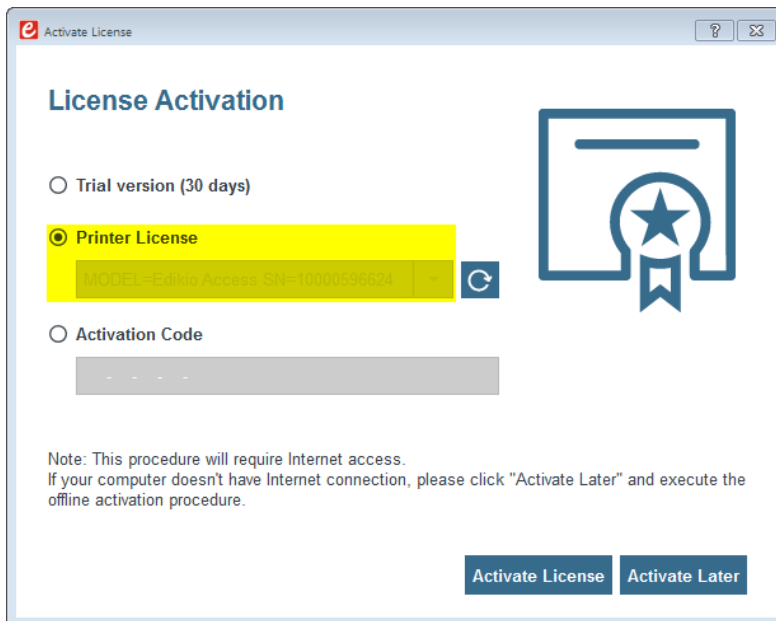 Activate License
License Activation
Trial version (30 days)
Printer License
MODEL=Edikio Access SN=10000596624
Activation Code
- - - -
Note: This procedure will require Internet access.
If your computer doesn't have Internet connection, please click "Activate Later" and execute the
offline activation procedure.
Activate License Activate Later